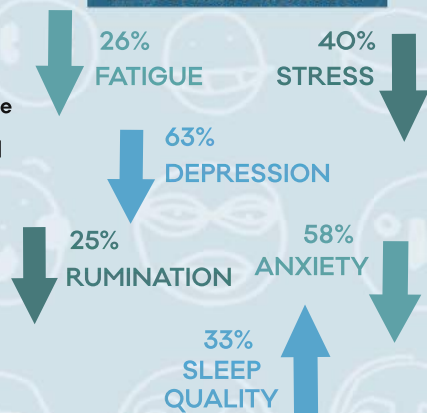 26%
FATIGUE
40%
STRESS
e
63%
DEPRESSION
25%
RUMINATION
58%
ANXIETY
33%
SLEEP
QUALITY